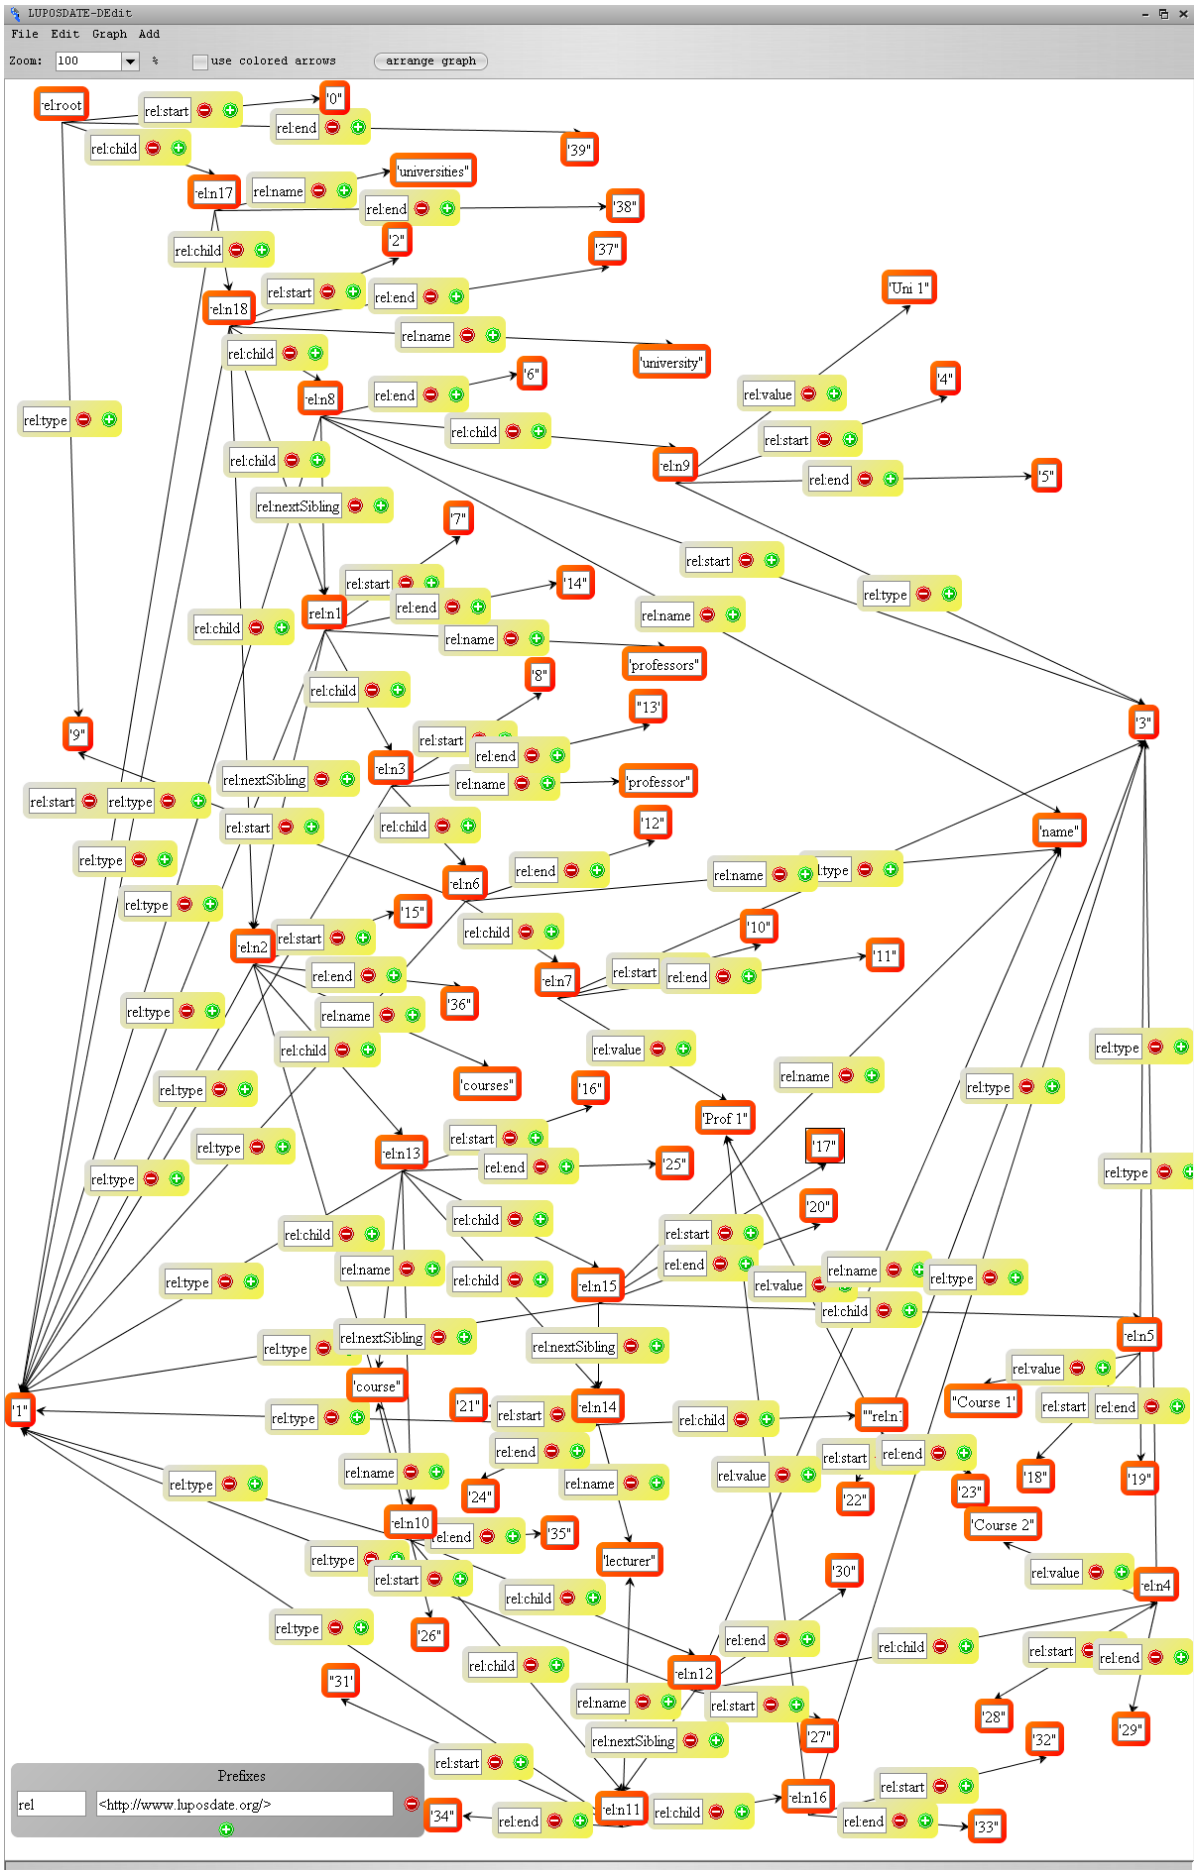 LUPOSDATE-DEdit
File Edit Graph Add
Zoom: 100 % use colored arrows arrange graph
rel:root
rel:start
'0"
rel:end
'39"
rel:child
'universities"
rel:n17
rel:name
rel:end
'38"
'2"
rel:child
'37"
rel:start
rel:end
'Uni 1"
rel:n18
rel:name
rel:child
'university"
'6"
'4"
rel:end
rel:value
rel:n8
rel:type
rel:child
rel:start
rel:child
rel:n9
rel:end
'5"
rel:nextSibling
'7"
rel:start
rel:start
'14"
rel:type
rel:end
rel:n1
rel:name
rel:child
rel:name
'professors"
'8"
rel:child
"13'
'3"
'9"
rel:start
rel:end
rel:n3
rel:nextSibling
rel:name
'professor"
rel:start
rel:type
rel:start
rel:child
'12"
'name"
rel:type
rel:end
rel:name
l:type
rel:n6
rel:type
'15"
rel:start
rel:child
'10"
rel:n2
'11"
rel:end
rel:n7
rel:start
rel:end
'36"
rel:type
rel:name
rel:child
rel:value
rel:type
'courses"
rel:name
rel:type
rel:type
'16"
'Prof 1"
rel:start
rel:type
'17"
rel:n13
rel:end
'25"
rel:type
rel:type
'20"
rel:child
rel:child
rel:start
rel:name
rel:end
rel:name
rel:type
rel:type
rel:child
rel:n15
rel:value
rel:child
rel:nextSibling
rel:n5
rel:type
rel:nextSibling
rel:value
'course"
"Course 1'
'1"
'21"
rel:n14
rel:type
rel:start
rel:child
""rel:n1
rel:start
rel:end
rel:end
rel:end
rel:name
rel:start
rel:type
rel:name
rel:value
'18"
'19"
'24"
'22"
'23"
rel:n10
'Course 2"
rel:end
'35"
rel:type
'lecturer"
'30"
rel:value
rel:start
rel:n4
rel:child
rel:type
'26"
rel:end
rel:child
rel:start
rel:end
rel:child
rel:n12
"31'
rel:name
rel:start
'28"
'29"
'27"
rel:nextSibling
'32"
rel:start
Prefixes
rel <http://www.luposdate.org/>
rel:start
rel:n16
rel:n11
rel:child
'34"
rel:end
rel:end
'33"